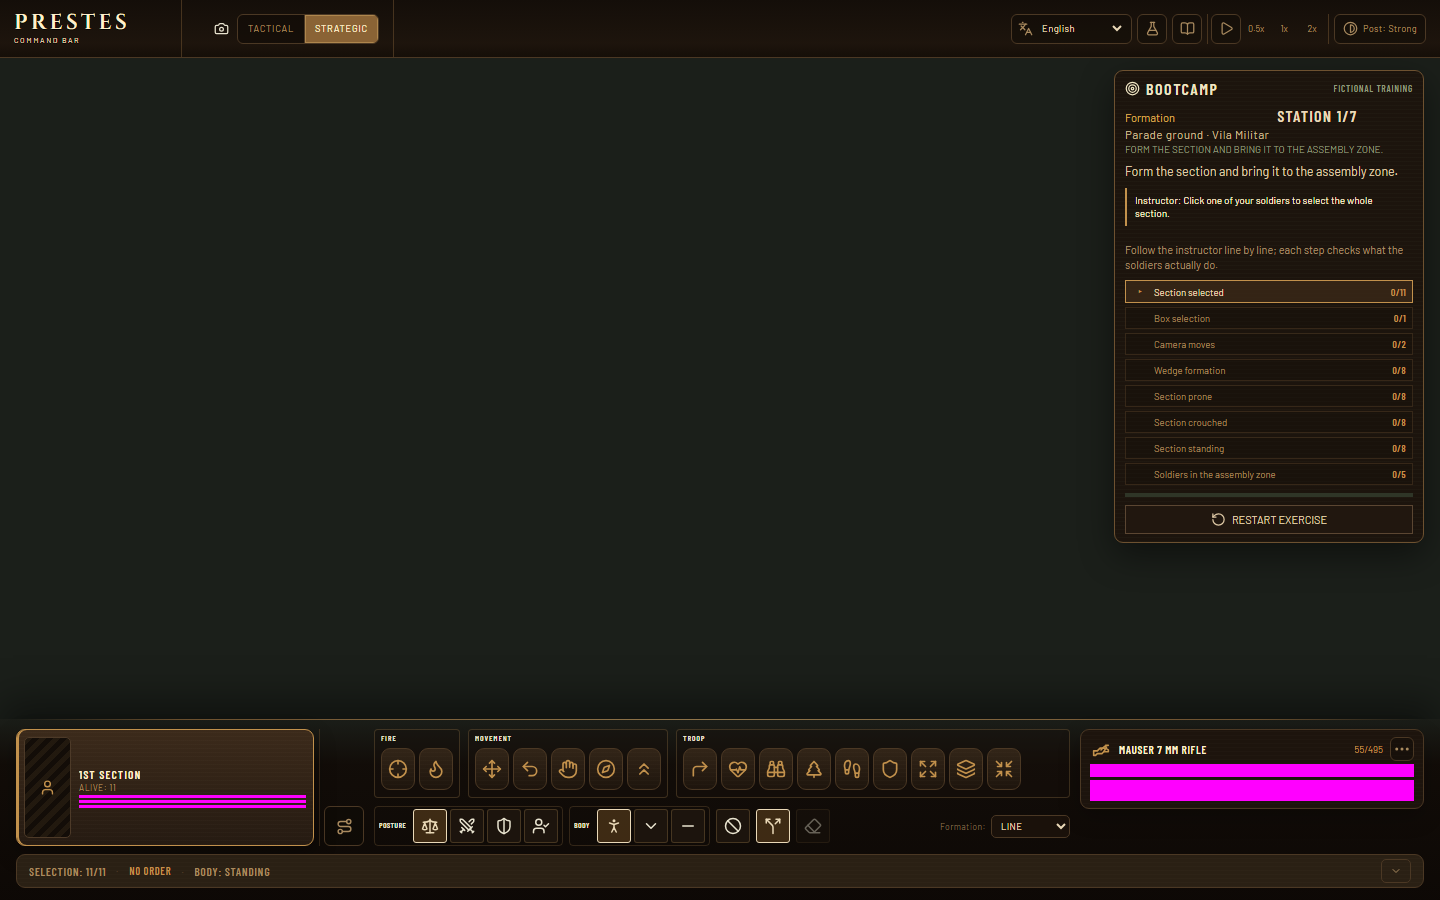 PRESTES
COMMAND BAR
TACTICAL
STRATEGIC
English
0.5x
1x
2x
Post: Strong
BOOTCAMP
FICTIONAL TRAINING
Formation
STATION 1/7
Parade ground · Vila Militar
FORM THE SECTION AND BRING IT TO THE ASSEMBLY ZONE.
Form the section and bring it to the assembly zone.
Instructor: Click one of your soldiers to select the whole
section.
Follow the instructor line by line; each step checks what the
soldiers actually do.
Section selected 0/11
Box selection 0/1
Camera moves 0/2
Wedge formation 0/8
Section prone 0/8
Section crouched 0/8
Section standing 0/8
Soldiers in the assembly zone 0/5
RESTART EXERCISE
1ST SECTION
ALIVE: 11
FIRE
MOVEMENT
TROOP
POSTURE
BODY
Formation:
LINE
MAUSER 7 MM RIFLE
55/495
SELECTION: 11/11 · NO ORDER · BODY: STANDING